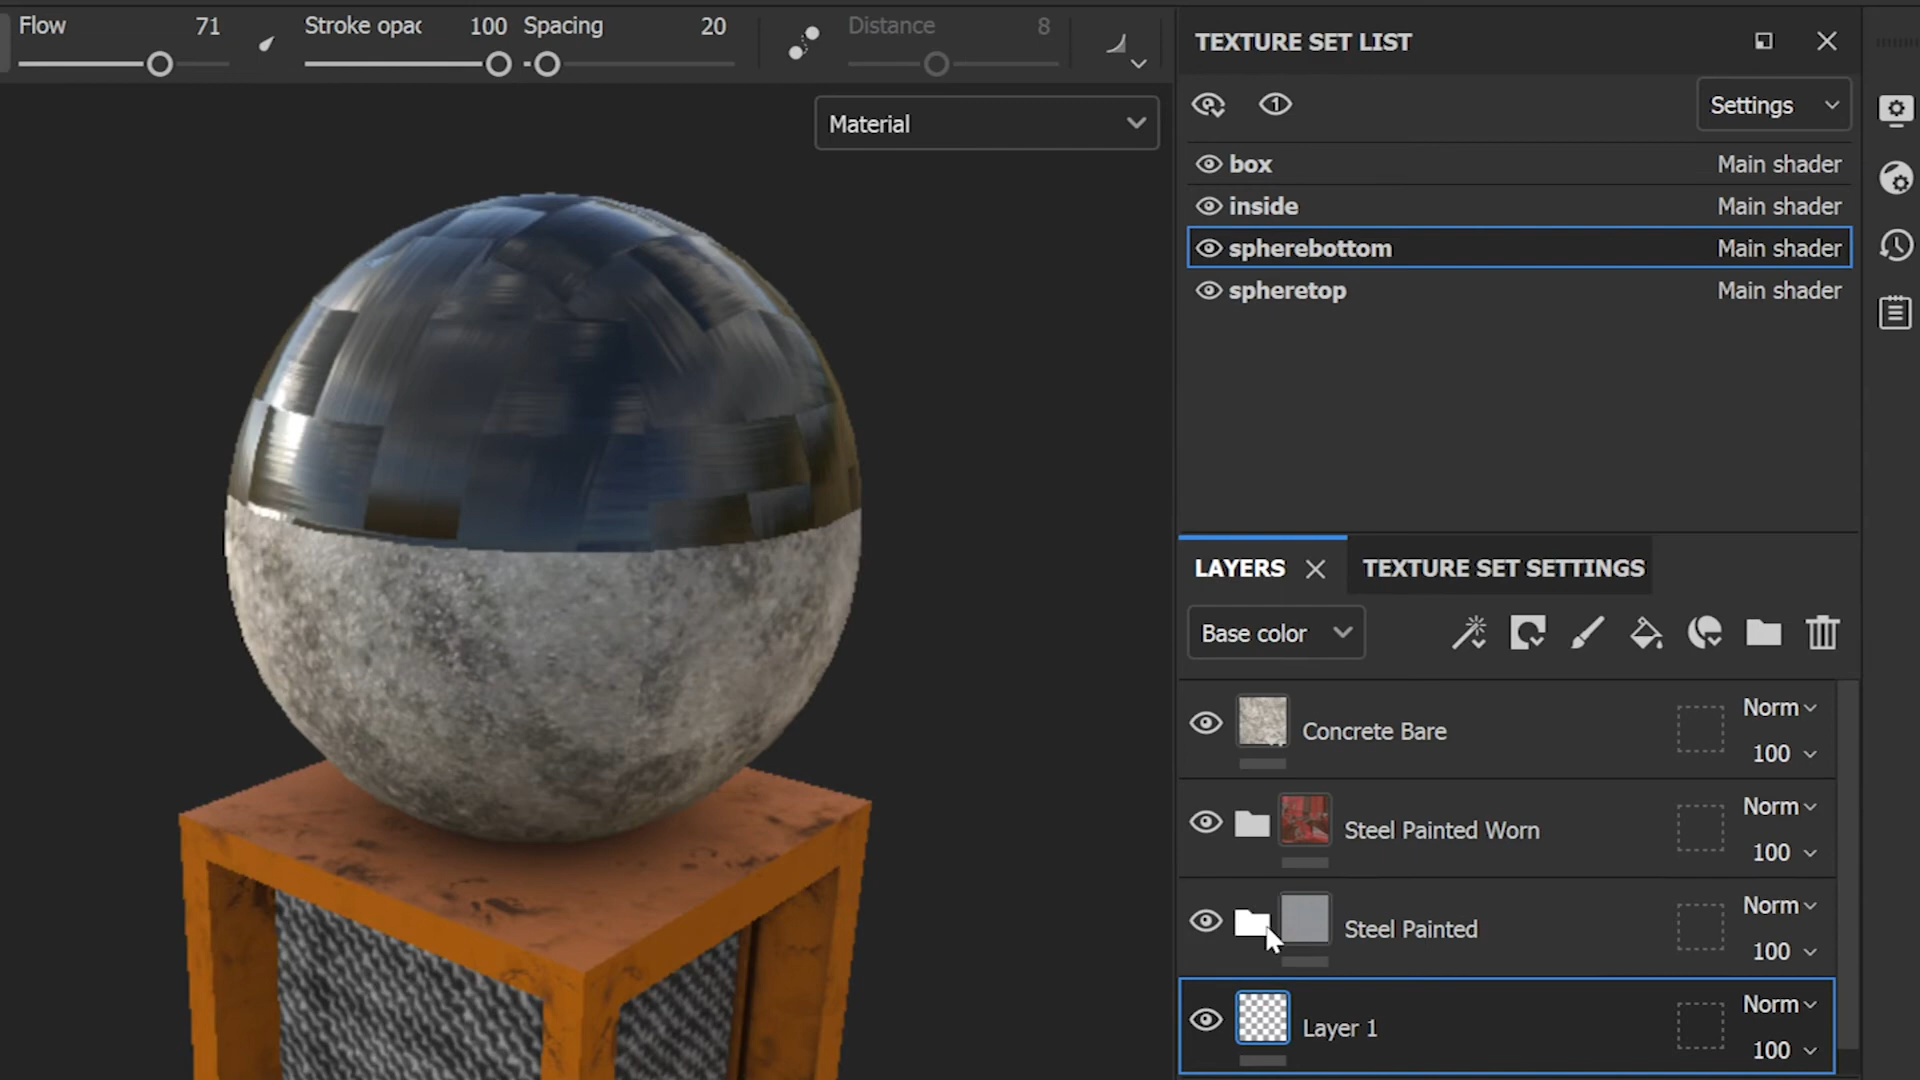 Flow 71 Stroke opac 100 Spacing 20 Distance 8
Material
TEXTURE SET LIST
Settings
box Main shader
inside Main shader
spherebottom Main shader
spheretop Main shader
LAYERS TEXTURE SET SETTINGS
Base color
Concrete Bare Norm
100
Steel Painted Worn Norm
100
Steel Painted Norm
100
Layer 1 Norm
100